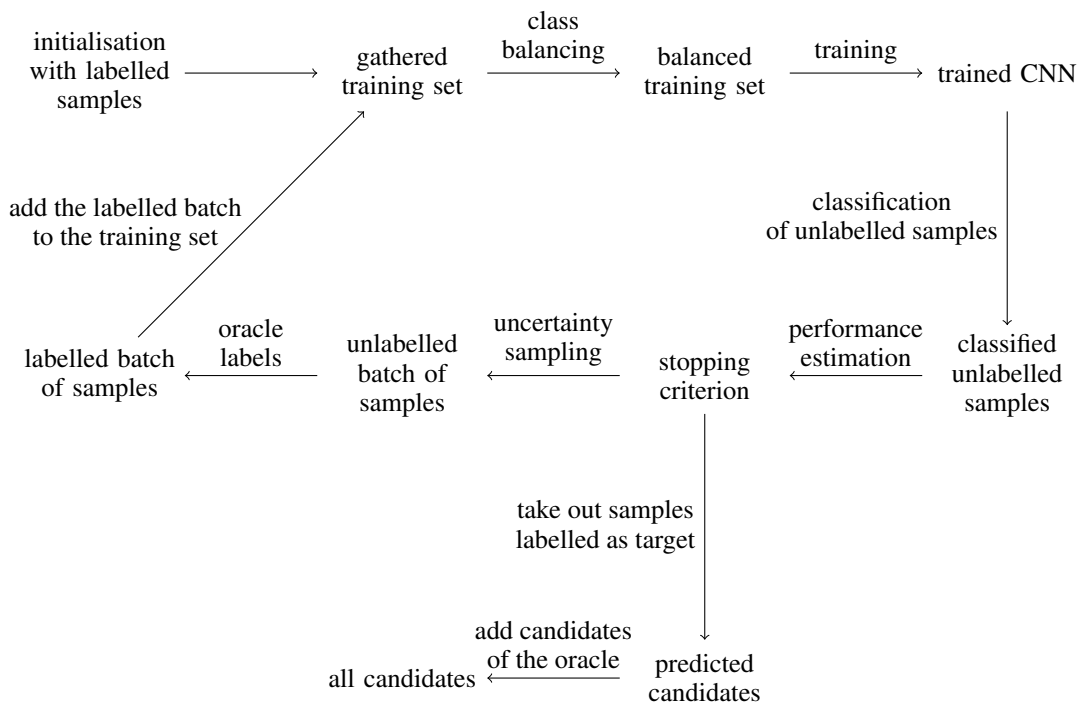 initialisation
with labelled
samples
gathered
training set
class
balancing
balanced
training set
training
trained CNN
add the labelled batch
to the training set
classification
of unlabelled samples
labelled batch
of samples
oracle
labels
unlabelled
batch of
samples
uncertainty
sampling
stopping
criterion
performance
estimation
classified
unlabelled
samples
take out samples
labelled as target
all candidates
add candidates
of the oracle
predicted
candidates